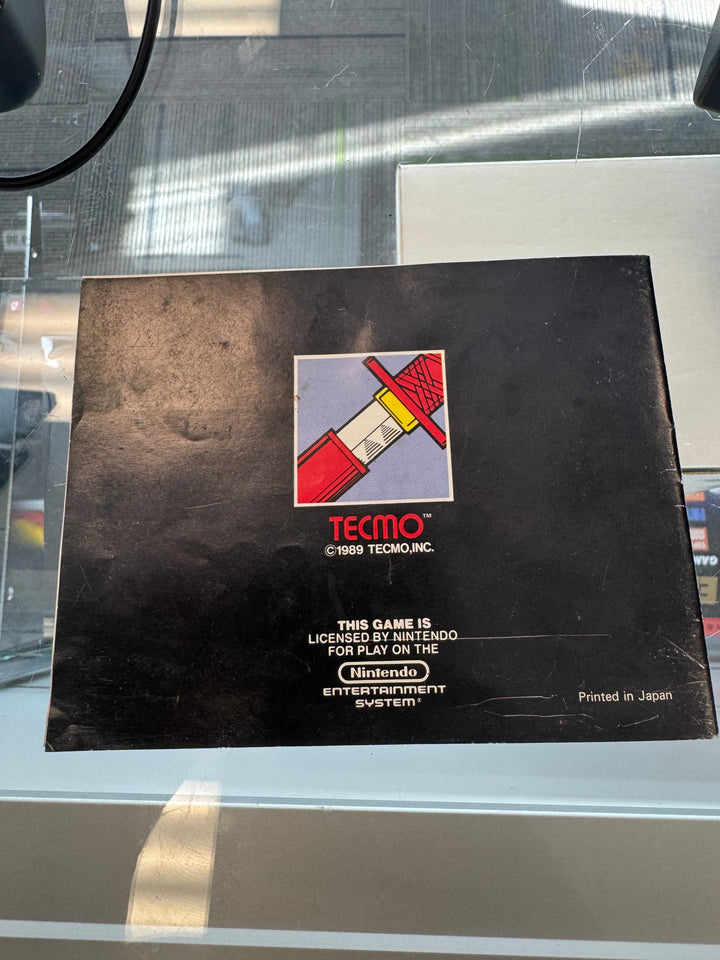 TECMO™
©1989 TECMO,INC.
THIS GAME IS
LICENSED BY NINTENDO
FOR PLAY ON THE
Nintendo
ENTERTAINMENT
SYSTEM®
Printed in Japan